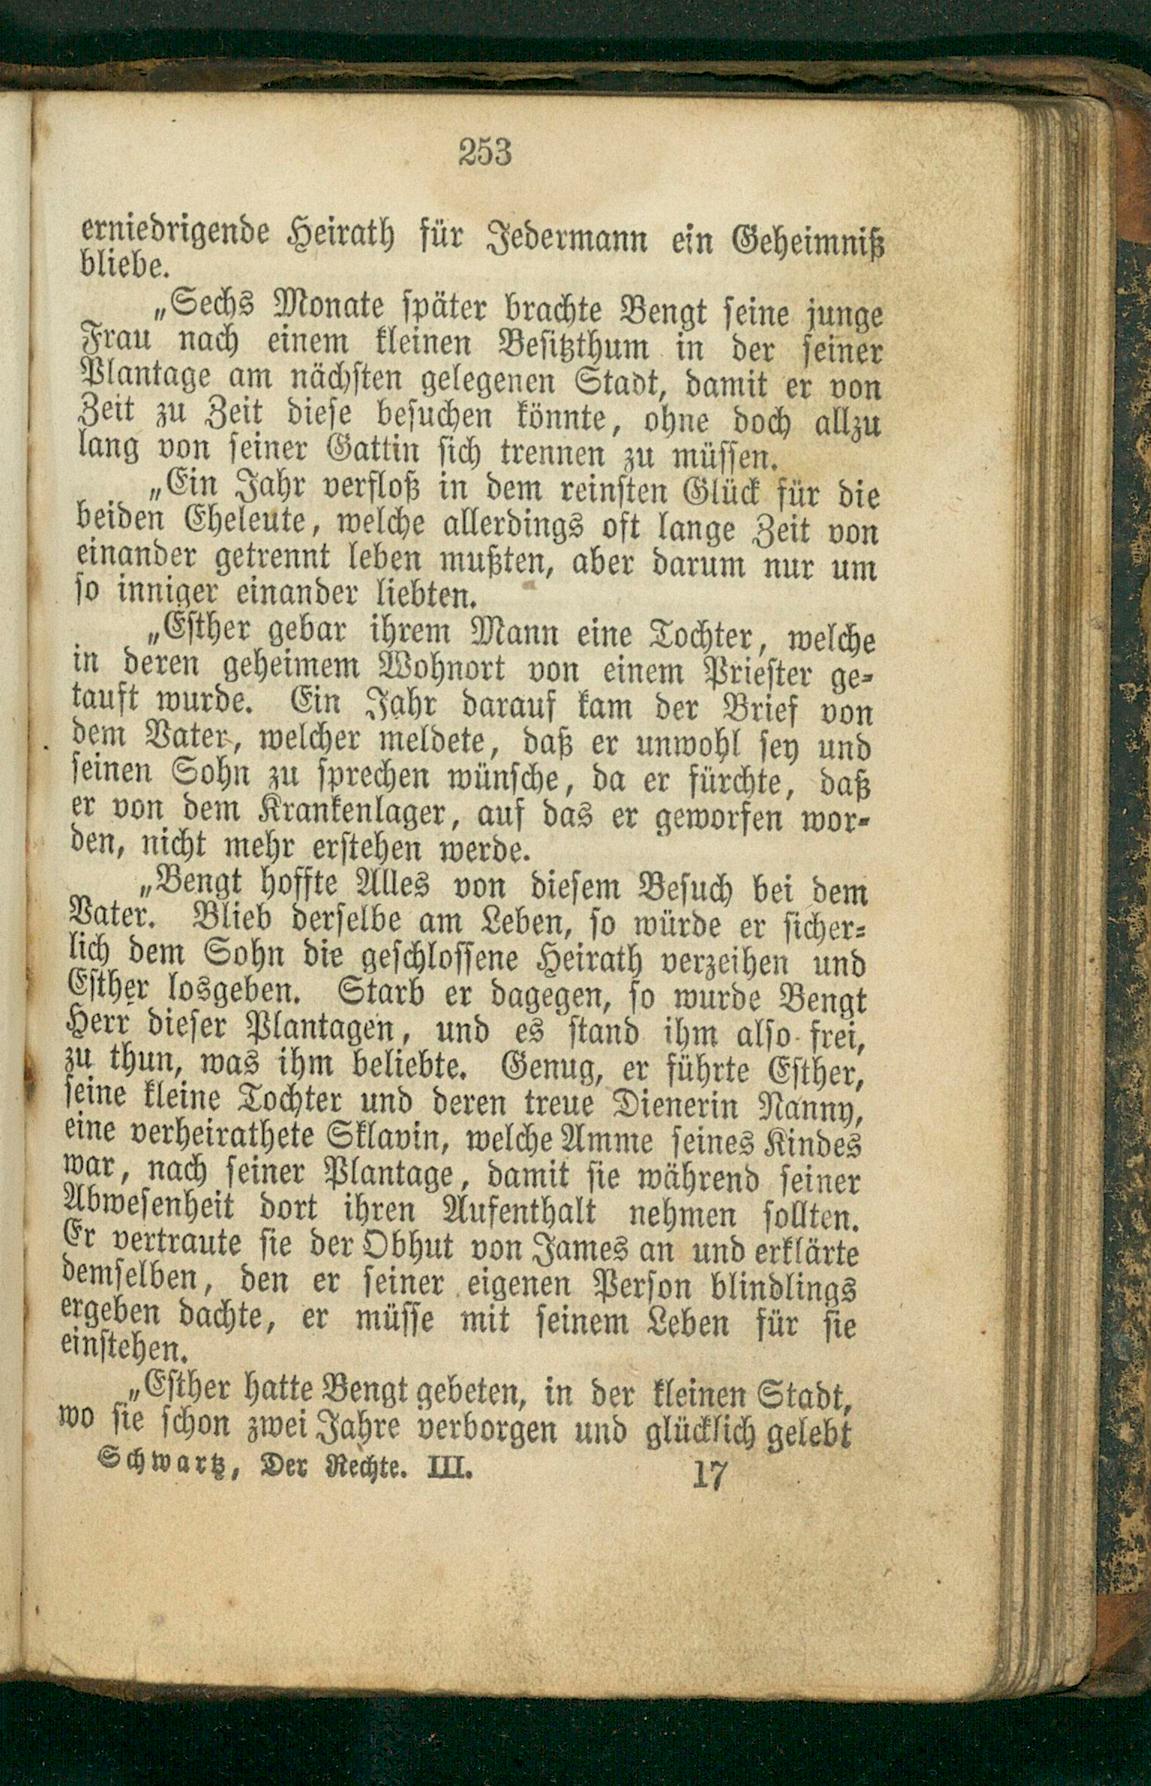 253
erniedrigende Heirath für Jedermann ein Geheimniß
bliebe.
„Sechs Monate später brachte Bengt seine junge
Frau nach einem kleinen Besitzthum in der seiner
Plantage am nächsten gelegenen Stadt, damit er von
Zeit zu Zeit diese besuchen könnte, ohne doch allzu
lang von seiner Gattin sich trennen zu müssen.
„Ein Jahr verfloß in dem reinsten Glück für die
beiden Eheleute, welche allerdings oft lange Zeit von
einander getrennt leben mußten, aber darum nur um
so inniger einander liebten.
„Esther gebar ihrem Mann eine Tochter, welche
in deren geheimem Wohnort von einem Priester ge-
tauft wurde. Ein Jahr darauf kam der Brief von
dem Vater, welcher meldete, daß er unwohl sey und
seinen Sohn zu sprechen wünsche, da er fürchte, daß
er von dem Krankenlager, auf das er geworfen wor-
den, nicht mehr erstehen werde.
„Bengt hoffte Alles von diesem Besuch bei dem
Vater. Blieb derselbe am Leben, so würde er sicher-
lich dem Sohn die geschlossene Heirath verzeihen und
Esther losgeben. Starb er dagegen, so wurde Bengt
Herr dieser Plantagen, und es stand ihm also frei,
zu thun, was ihm beliebte. Genug, er führte Esther,
seine kleine Tochter und deren treue Dienerin Nanny,
eine verheirathete Sklavin, welche Amme seines Kindes
war, nach seiner Plantage, damit sie während seiner
Abwesenheit dort ihren Aufenthalt nehmen sollten.
Er vertraute sie der Obhut von James an und erklärte
demselben, den er seiner eigenen Person blindlings
ergeben dachte, er müsse mit seinem Leben für sie
einstehen.
„Esther hatte Bengt gebeten, in der kleinen Stadt,
wo sie schon zwei Jahre verborgen und glücklich gelebt
Schwartz, Der Rechte. III. 17